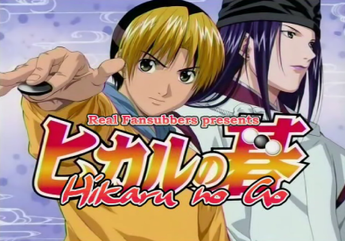 Real Fansubbers presents
ヒカルの碁
Hikaru no Go